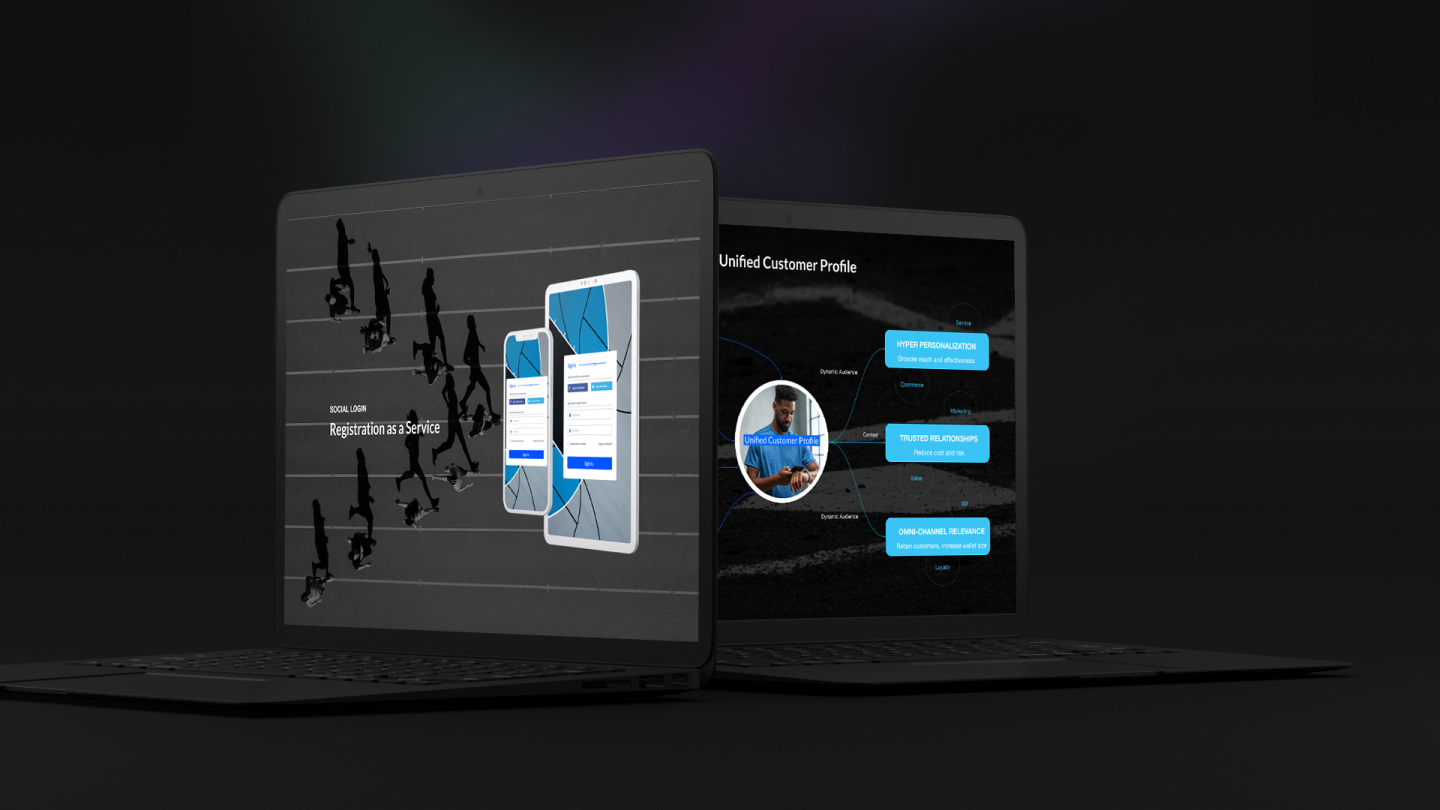 SOCIAL LOGIN
Registration as a Service
Sign In
Sign In
Unified Customer Profile
Unified Customer Profile
Dynamic Audience
Context
Dynamic Audience
Service
HYPER PERSONALIZATION
Broader reach and effectiveness
Commerce
Marketing
TRUSTED RELATIONSHIPS
Reduce cost and risk
Sales
OMNI-CHANNEL RELEVANCE
Retain customers, increase wallet size
Loyalty